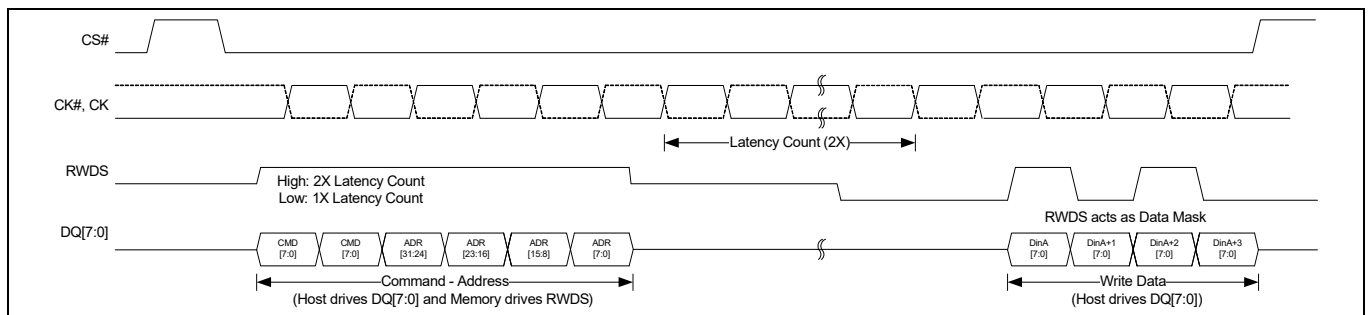 CS#
CK#, CK
Latency Count (2X)
RWDS
High: 2X Latency Count
Low: 1X Latency Count
RWDS acts as Data Mask
DQ[7:0]
CMD [7:0]
CMD [7:0]
ADR [31:24]
ADR [23:16]
ADR [15:8]
ADR [7:0]
DinA [7:0]
DinA+1 [7:0]
DinA+2 [7:0]
DinA+3 [7:0]
Command - Address
(Host drives DQ[7:0] and Memory drives RWDS)
Write Data
(Host drives DQ[7:0])